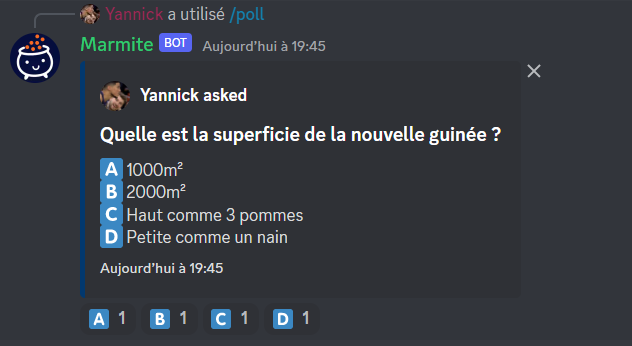 Yannick a utilisé /poll
Marmite BOT Aujourd'hui à 19:45
Yannick asked
Quelle est la superficie de la nouvelle guinée ?
A 1000m²
B 2000m²
C Haut comme 3 pommes
D Petite comme un nain
Aujourd'hui à 19:45
A 1 B 1 C 1 D 1